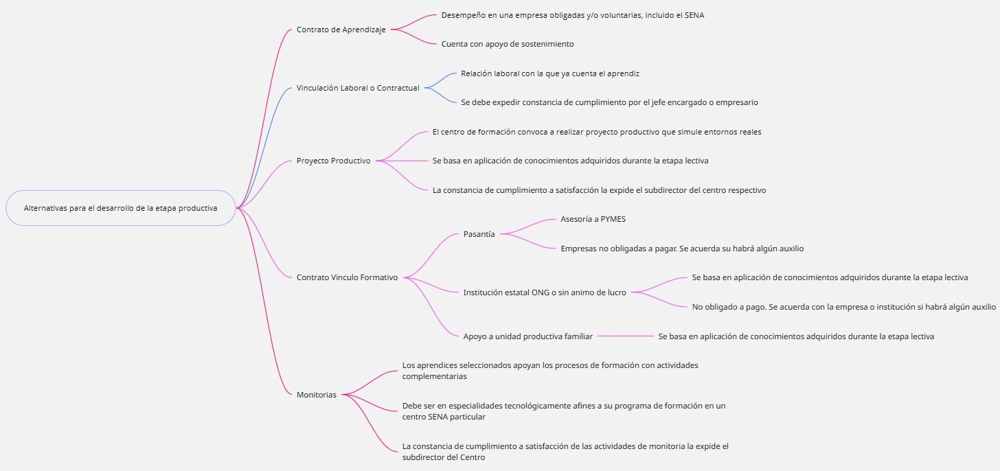 Alternativas para el desarrollo de la etapa productiva
Contrato de Aprendizaje
Desempeño en una empresa obligadas y/o voluntarias, incluido el SENA
Cuenta con apoyo de sostenimiento
Vinculación Laboral o Contractual
Relación laboral con la que ya cuenta el aprendiz
Se debe expedir constancia de cumplimiento por el jefe encargado o empresario
Proyecto Productivo
El centro de formación convoca a realizar proyecto productivo que simule entornos reales
Se basa en aplicación de conocimientos adquiridos durante la etapa lectiva
La constancia de cumplimiento a satisfacción la expide el subdirector del centro respectivo
Contrato Vinculo Formativo
Pasantía
Asesoría a PYMES
Empresas no obligadas a pagar. Se acuerda su habrá algún auxilio
Institución estatal ONG o sin animo de lucro
Se basa en aplicación de conocimientos adquiridos durante la etapa lectiva
No obligado a pago. Se acuerda con la empresa o institución si habrá algún auxilio
Apoyo a unidad productiva familiar
Se basa en aplicación de conocimientos adquiridos durante la etapa lectiva
Monitorias
Los aprendices seleccionados apoyan los procesos de formación con actividades
complementarias
Debe ser en especialidades tecnológicamente afines a su programa de formación en un
centro SENA particular
La constancia de cumplimiento a satisfacción de las actividades de monitoria la expide el
subdirector del Centro